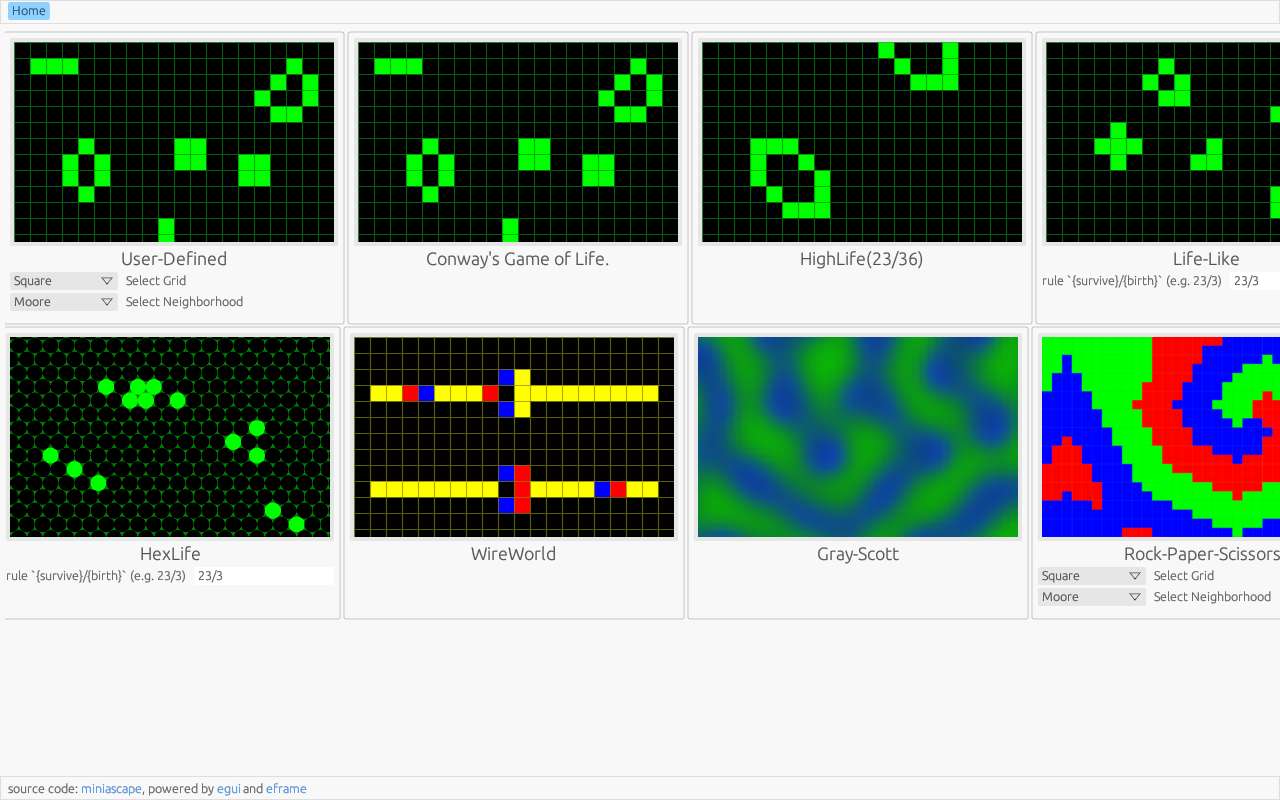 Home
User-Defined
Square Select Grid
Moore Select Neighborhood
Conway's Game of Life.
HighLife(23/36)
Life-Like
rule `{survive}/{birth}` (e.g. 23/3) 23/3
HexLife
rule `{survive}/{birth}` (e.g. 23/3) 23/3
WireWorld
Gray-Scott
Rock-Paper-Scissors
Square Select Grid
Moore Select Neighborhood
source code: miniascape, powered by egui and eframe